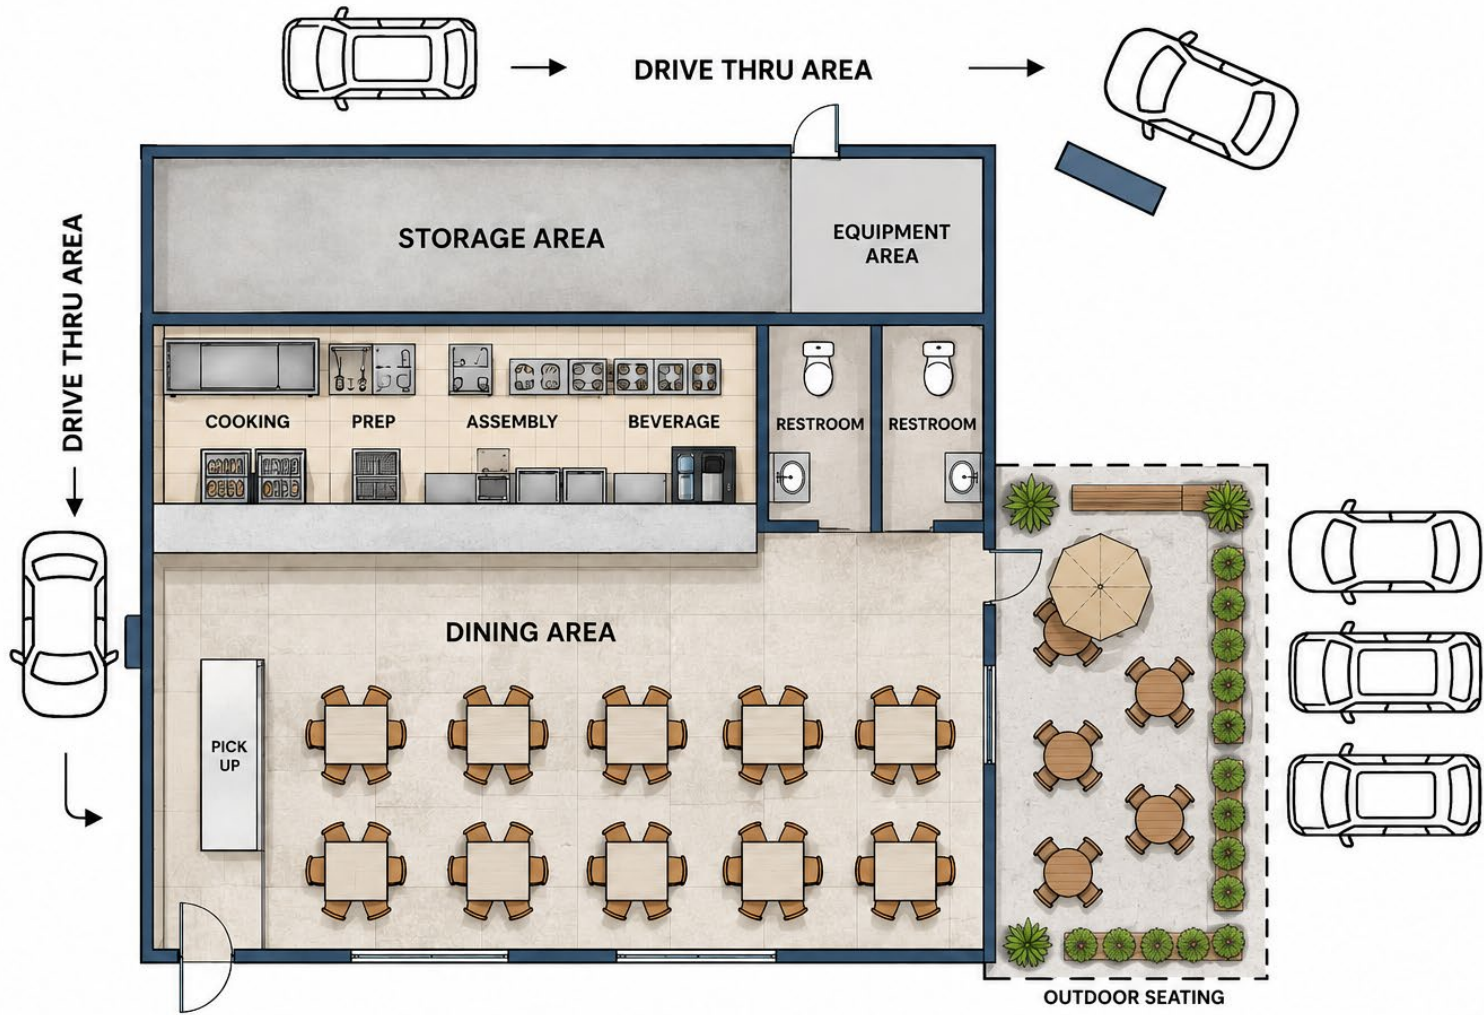 DRIVE THRU AREA
DRIVE THRU AREA
STORAGE AREA
EQUIPMENT
AREA
COOKING
PREP
ASSEMBLY
BEVERAGE
RESTROOM
RESTROOM
DINING AREA
PICK
UP
OUTDOOR SEATING